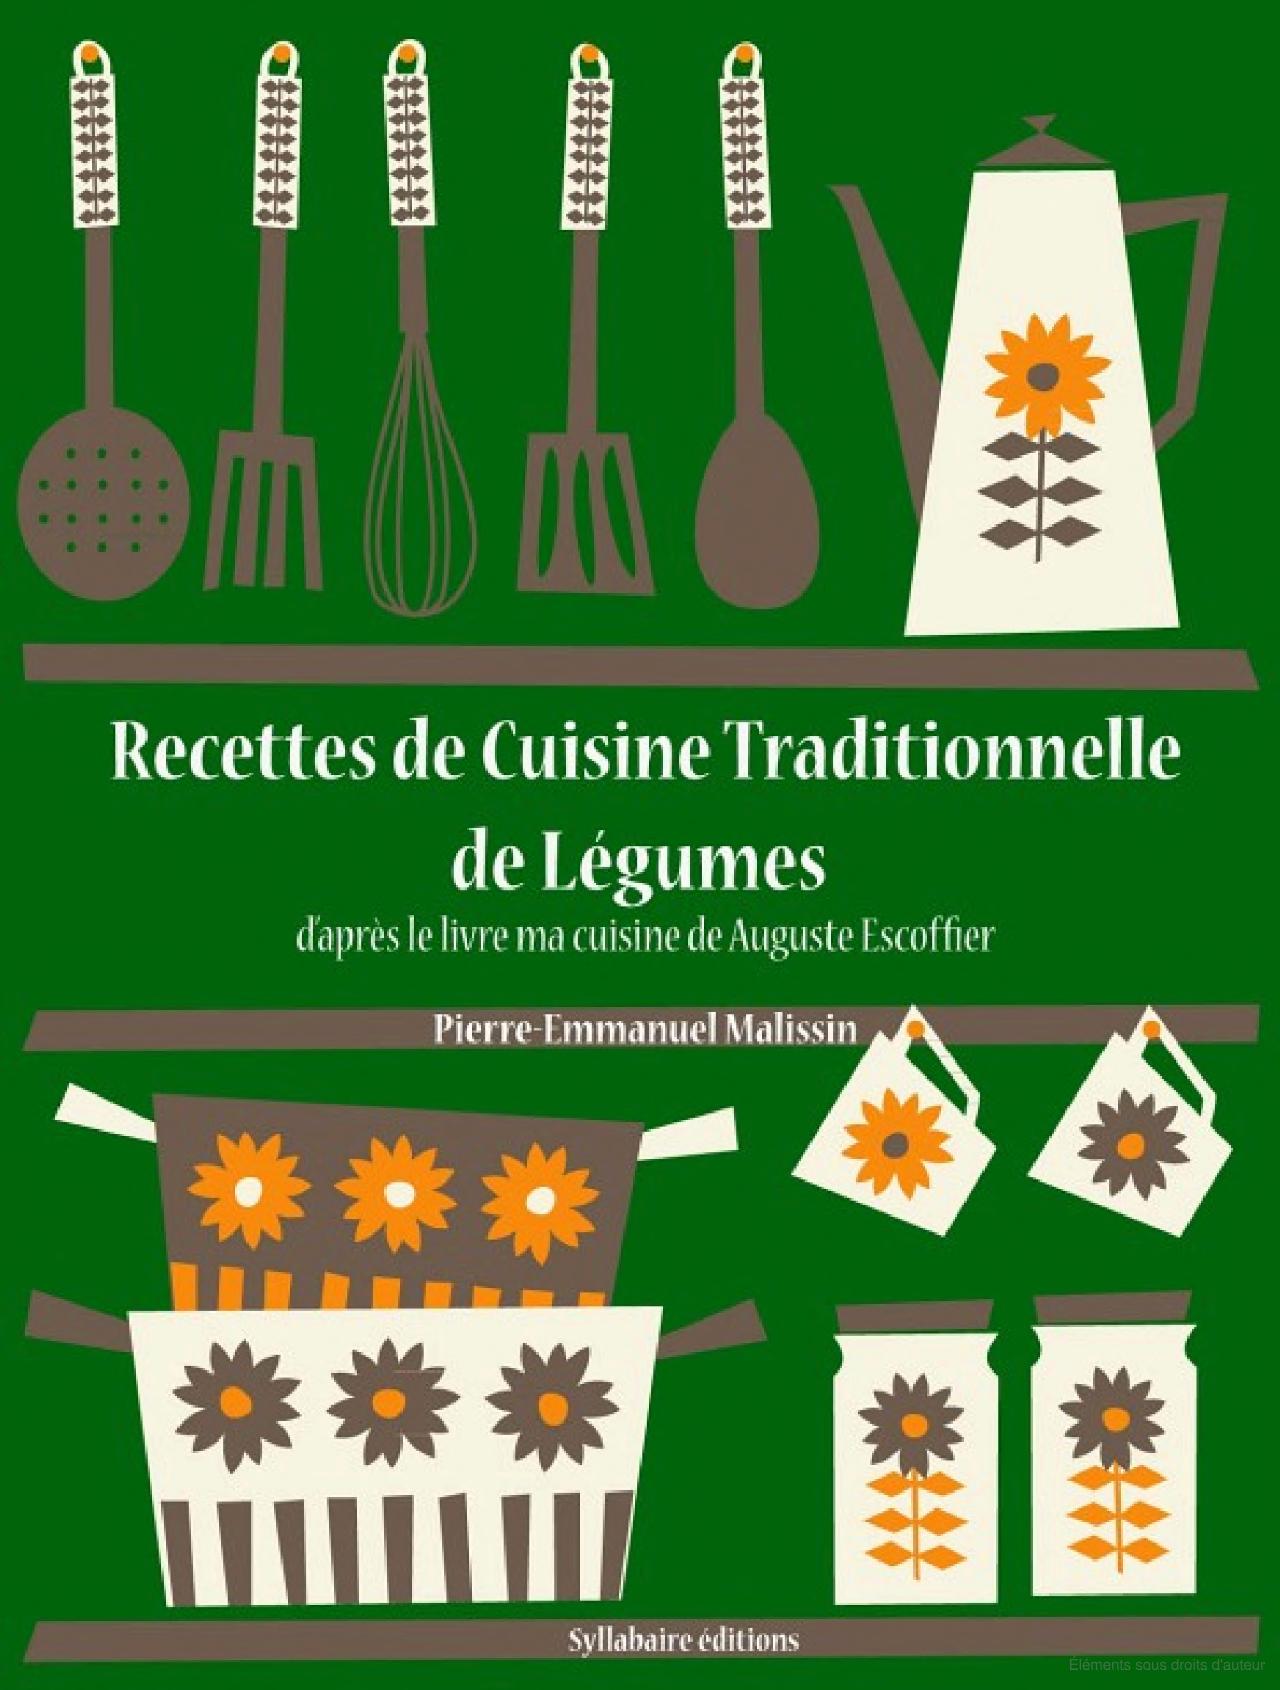 Recettes de Cuisine Traditionnelle
de Légumes
d'après le livre ma cuisine de Auguste Escoffier
Pierre-Emmanuel Malissin
Syllabaire éditions
Éléments sous droits d'auteur